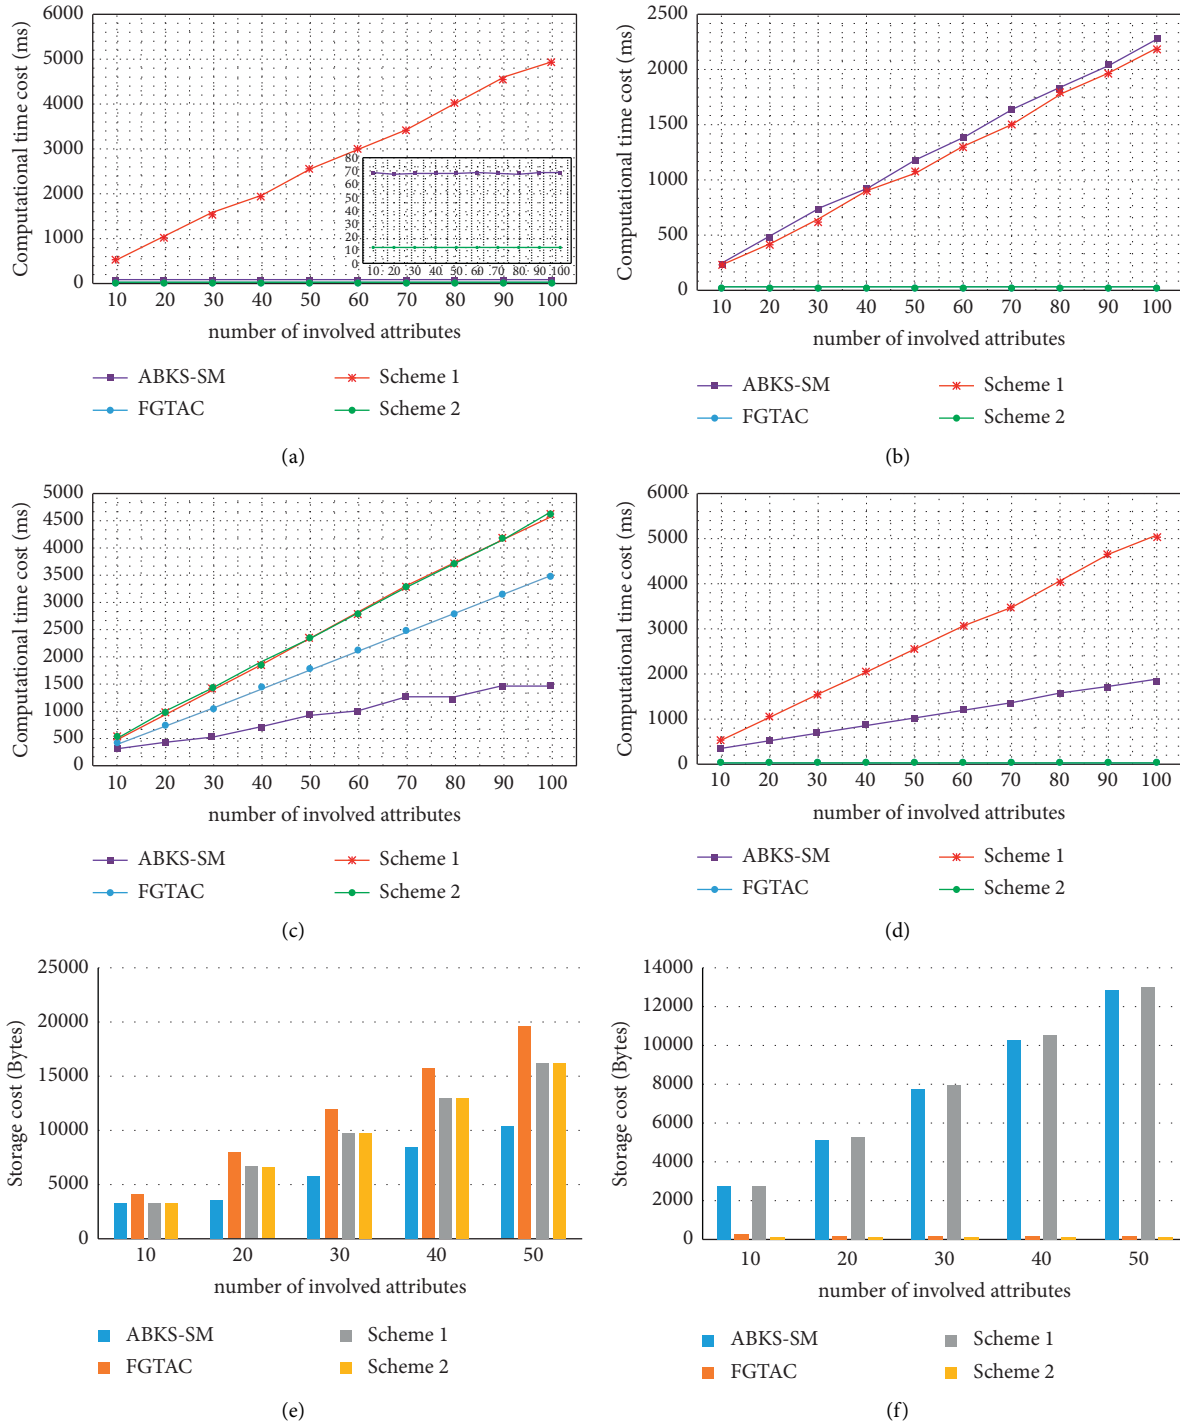 Computational time cost (ms)
6000
5000
4000
3000
2000
1000
0
80
70
60
50
40
30
20
10
0
10 20 30 40 50 60 70 80 90 100
10 20 30 40 50 60 70 80 90 100
number of involved attributes
ABKS-SM
Scheme 1
FGTAC
Scheme 2
(a)
Computational time cost (ms)
2500
2000
1500
1000
500
0
10 20 30 40 50 60 70 80 90 100
number of involved attributes
ABKS-SM
Scheme 1
FGTAC
Scheme 2
(b)
Computational time cost (ms)
5000
4500
4000
3500
3000
2500
2000
1500
1000
500
0
10 20 30 40 50 60 70 80 90 100
number of involved attributes
ABKS-SM
Scheme 1
FGTAC
Scheme 2
(c)
Computational time cost (ms)
6000
5000
4000
3000
2000
1000
0
10 20 30 40 50 60 70 80 90 100
number of involved attributes
ABKS-SM
Scheme 1
FGTAC
Scheme 2
(d)
Storage cost (Bytes)
25000
20000
15000
10000
5000
0
10 20 30 40 50
number of involved attributes
ABKS-SM
Scheme 1
FGTAC
Scheme 2
(e)
Storage cost (Bytes)
14000
12000
10000
8000
6000
4000
2000
0
10 20 30 40 50
number of involved attributes
ABKS-SM
Scheme 1
FGTAC
Scheme 2
(f)